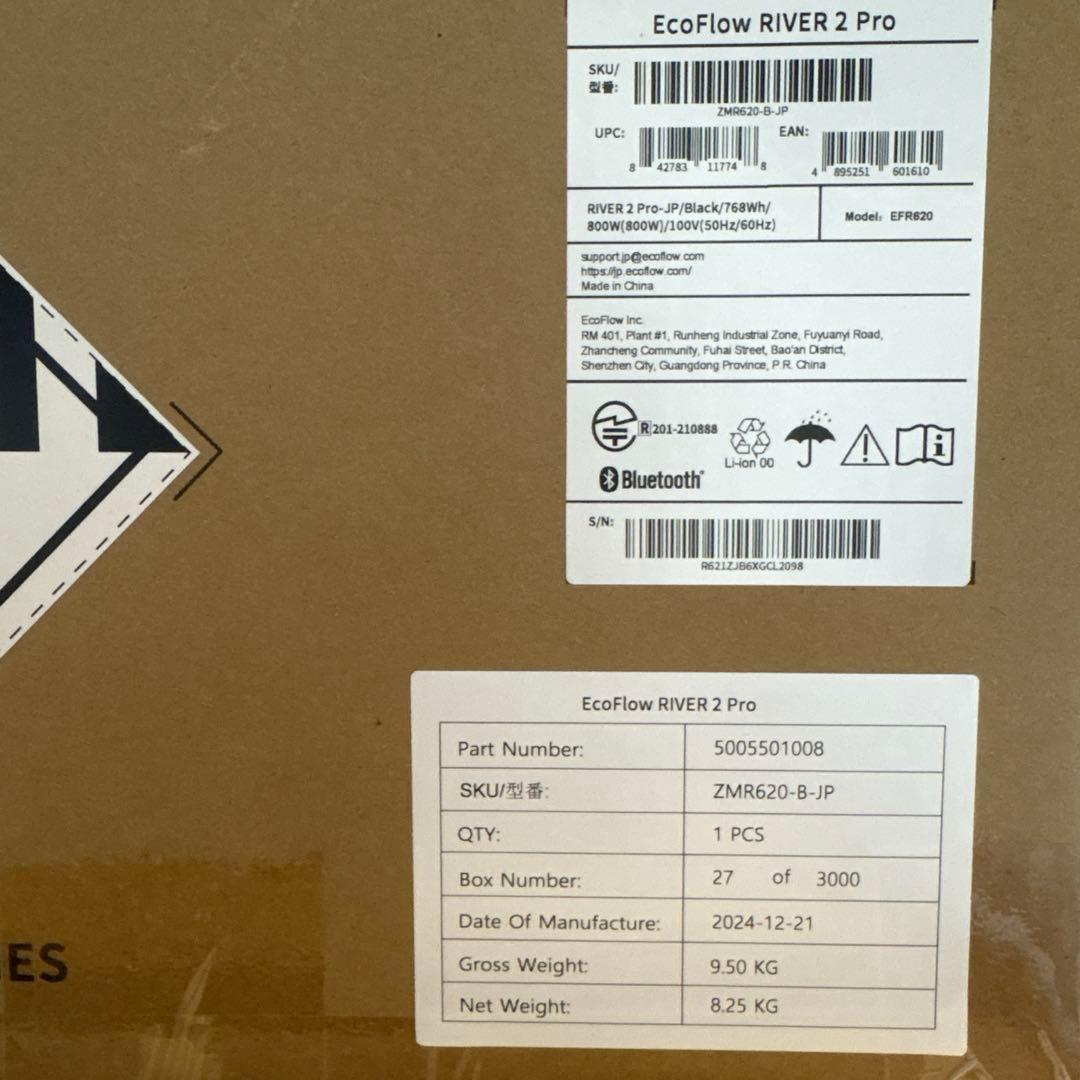 EcoFlow RIVER 2 Pro
SKU/
型番:
ZMR620-B-JP
UPC:
8 42783 11774 8
EAN:
4 895251 601610
RIVER 2 Pro-JP/Black/768Wh/
800W(800W)/100V(50Hz/60Hz)
Model: EFR620
support.jp@ecoflow.com
https://jp.ecoflow.com/
Made in China
EcoFlow Inc.
RM 401, Plant #1, Runheng Industrial Zone, Fuyuanyi Road,
Zhancheng Community, Fuhai Street, Bao'an District,
Shenzhen City, Guangdong Province, P.R. China
R 201-210888
Li-ion 00
Bluetooth
S/N:
R621ZJB6XGCL2098
EcoFlow RIVER 2 Pro
Part Number: 5005501008
SKU/型番: ZMR620-B-JP
QTY: 1 PCS
Box Number: 27 of 3000
Date Of Manufacture: 2024-12-21
Gross Weight: 9.50 KG
Net Weight: 8.25 KG
ES